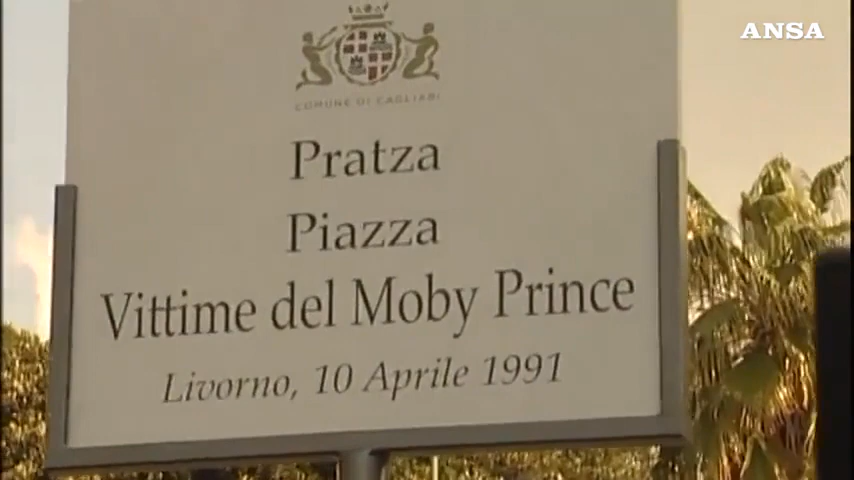 ANSA
COMUNE DI CAGLIARI
Pratza
Piazza
Vittime del Moby Prince
Livorno, 10 Aprile 1991